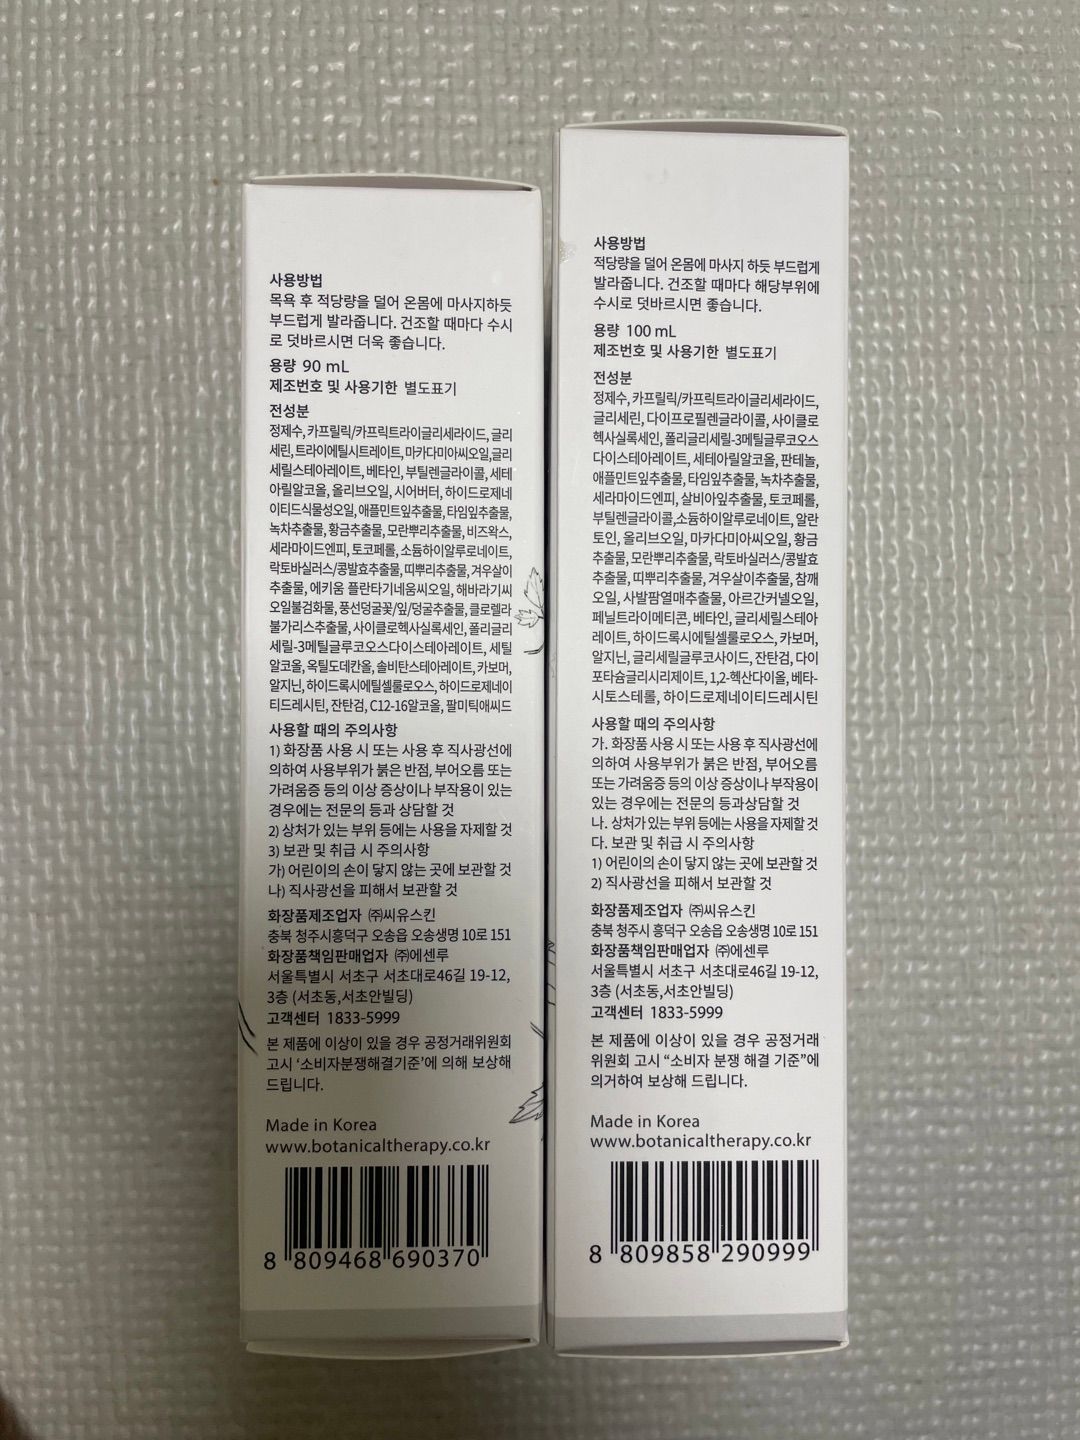 사용방법
목욕 후 적당량을 덜어 온몸에 마사지하듯
부드럽게 발라줍니다. 건조할 때마다 수시
로 덧바르시면 더욱 좋습니다.
용량 90 mL
제조번호 및 사용기한 별도표기
전성분
정제수, 카프릴릭/카프릭트라이글리세라이드, 글리
세린, 트라이에틸시트레이트, 마카다미아씨오일,글리
세릴스테아레이트, 베타인, 부틸렌글라이콜, 세테
아릴알코올, 올리브오일, 시어버터, 하이드로제네
이티드식물성오일, 애플민트잎추출물, 타임잎추출물,
녹차추출물, 황금추출물, 모란뿌리추출물, 비즈왁스,
세라마이드엔피, 토코페롤, 소듐하이알루로네이트,
락토바실러스/콩발효추출물, 띠뿌리추출물, 겨우살이
추출물, 에키움 플란타기네움씨오일, 해바라기씨
오일불검화물, 풍선덩굴꽃/잎/덩굴추출물, 클로렐라
불가리스추출물, 사이클로헥사실록세인, 폴리글리
세릴-3메틸글루코오스다이스테아레이트, 세틸
알코올, 옥틸도데칸올, 솔비탄스테아레이트, 카보머,
알지닌, 하이드록시에틸셀룰로오스, 하이드로제네이
티드레시틴, 잔탄검, C12-16알코올, 팔미틱애씨드
사용할 때의 주의사항
1) 화장품 사용 시 또는 사용 후 직사광선에
의하여 사용부위가 붉은 반점, 부어오름 또는
가려움증 등의 이상 증상이나 부작용이 있는
경우에는 전문의 등과 상담할 것
2) 상처가 있는 부위 등에는 사용을 자제할 것
3) 보관 및 취급 시 주의사항
가) 어린이의 손이 닿지 않는 곳에 보관할 것
나) 직사광선을 피해서 보관할 것
화장품제조업자 ㈜씨유스킨
충북 청주시흥덕구 오송읍 오송생명 10로 151
화장품책임판매업자 ㈜에센루
서울특별시 서초구 서초대로46길 19-12,
3층 (서초동,서초안빌딩)
고객센터 1833-5999
본 제품에 이상이 있을 경우 공정거래위원회
고시 ‘소비자분쟁해결기준’에 의해 보상해
드립니다.
Made in Korea
www.botanicaltherapy.co.kr
8 809468 690370
사용방법
적당량을 덜어 온몸에 마사지 하듯 부드럽게
발라줍니다. 건조할 때마다 해당부위에
수시로 덧바르시면 좋습니다.
용량 100 mL
제조번호 및 사용기한 별도표기
전성분
정제수, 카프릴릭/카프릭트라이글리세라이드,
글리세린, 다이프로필렌글라이콜, 사이클로
헥사실록세인, 폴리글리세릴-3메틸글루코오스
다이스테아레이트, 세테아릴알코올, 판테놀,
애플민트잎추출물, 타임잎추출물, 녹차추출물,
세라마이드엔피, 살비아잎추출물, 토코페롤,
부틸렌글라이콜,소듐하이알루로네이트, 알란
토인, 올리브오일, 마카다미아씨오일, 황금
추출물, 모란뿌리추출물, 락토바실러스/콩발효
추출물, 띠뿌리추출물, 겨우살이추출물, 참깨
오일, 사발팜열매추출물, 아르간커넬오일,
페닐트라이메티콘, 베타인, 글리세릴스테아
레이트, 하이드록시에틸셀룰로오스, 카보머,
알지닌, 글리세릴글루코사이드, 잔탄검, 다이
포타슘글리시리제이트, 1,2-헥산다이올, 베타-
시토스테롤, 하이드로제네이티드레시틴
사용할 때의 주의사항
가. 화장품 사용 시 또는 사용 후 직사광선에
의하여 사용부위가 붉은 반점, 부어오름
또는 가려움증 등의 이상 증상이나 부작용이
있는 경우에는 전문의 등과상담할 것
나. 상처가 있는 부위 등에는 사용을 자제할 것
다. 보관 및 취급 시 주의사항
1) 어린이의 손이 닿지 않는 곳에 보관할 것
2) 직사광선을 피해서 보관할 것
화장품제조업자 ㈜씨유스킨
충북 청주시 흥덕구 오송읍 오송생명 10로 151
화장품책임판매업자 ㈜에센루
서울특별시 서초구 서초대로46길 19-12,
3층 (서초동,서초안빌딩)
고객센터 1833-5999
본 제품에 이상이 있을 경우 공정거래
위원회 고시 “소비자 분쟁 해결 기준”에
의거하여 보상해 드립니다.
Made in Korea
www.botanicaltherapy.co.kr
8 809858 290999